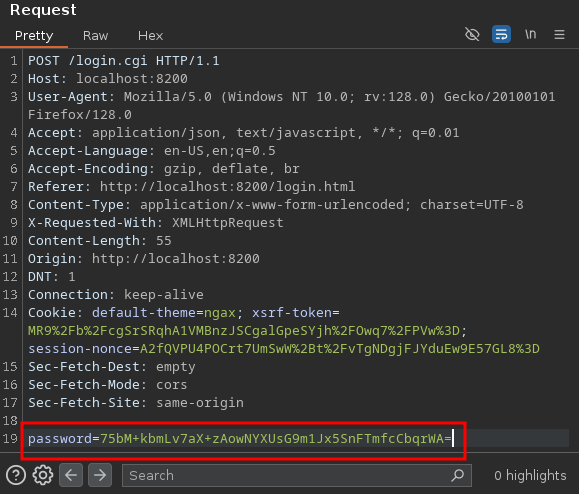 Request
Pretty Raw Hex \n
1 POST /login.cgi HTTP/1.1
2 Host: localhost:8200
3 User-Agent: Mozilla/5.0 (Windows NT 10.0; rv:128.0) Gecko/20100101
Firefox/128.0
4 Accept: application/json, text/javascript, */*; q=0.01
5 Accept-Language: en-US,en;q=0.5
6 Accept-Encoding: gzip, deflate, br
7 Referer: http://localhost:8200/login.html
8 Content-Type: application/x-www-form-urlencoded; charset=UTF-8
9 X-Requested-With: XMLHttpRequest
10 Content-Length: 55
11 Origin: http://localhost:8200
12 DNT: 1
13 Connection: keep-alive
14 Cookie: default-theme=ngax; xsrf-token=
MR9%2Fb%2FcgSrSRqhA1VMBnzJSCgalGpeSYjh%2FOwq7%2FPVw%3D;
session-nonce=A2fQVPU4POCrt7UmSwW%2Bt%2FvTgNDgjFJYduEw9E57GL8%3D
15 Sec-Fetch-Dest: empty
16 Sec-Fetch-Mode: cors
17 Sec-Fetch-Site: same-origin
18
19 password=75bM+kbmLv7aX+zAowNYXUsG9m1Jx5SnFTmfcCbqrWA=
Search 0 highlights